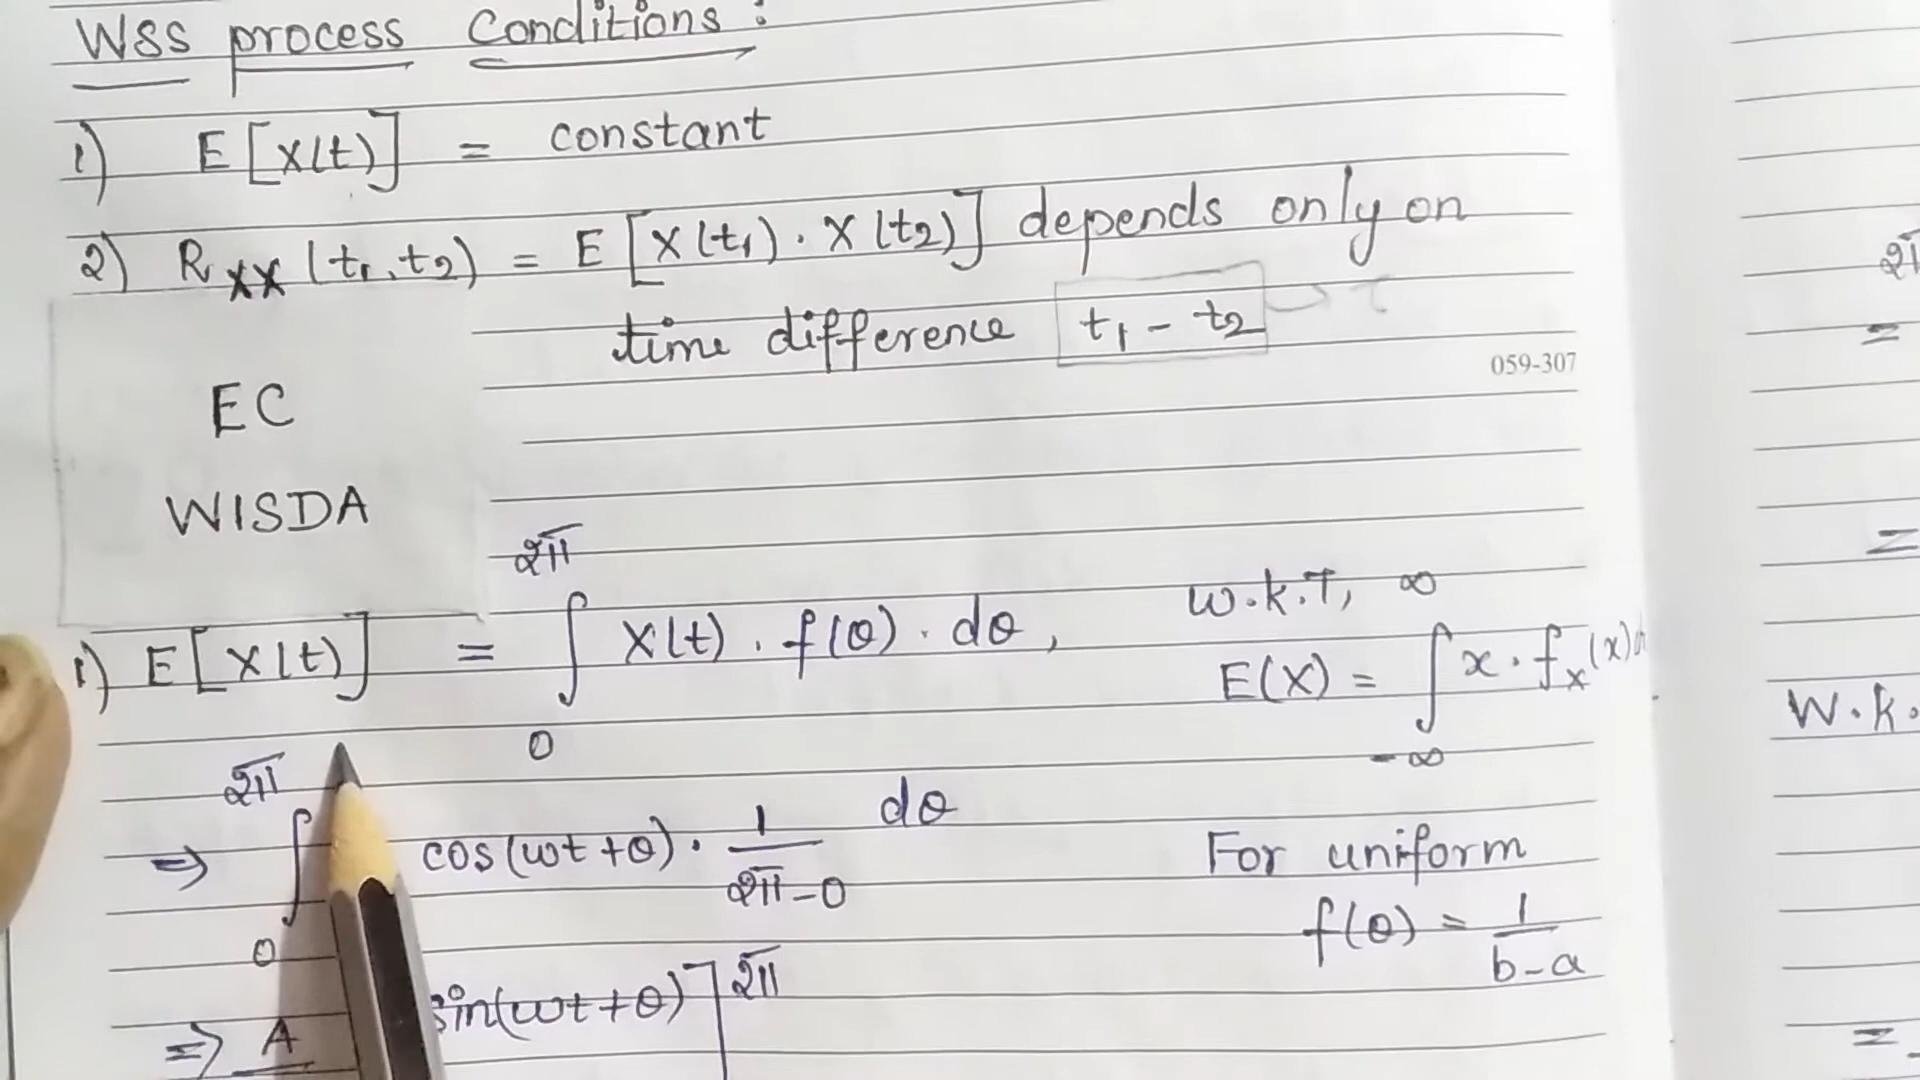 WSS process Conditions :
1) E[X(t)] = constant
2) RXX (t1, t2) = E[X(t1) . X(t2)] depends only on
time difference t1 - t2 → τ
059-307
EC
WISDA
1) E[X(t)] = ∫₀^2π X(t) . f(θ) . dθ,
w.k.T,
E(X) = ∫₋∞^∞ x . fx(x)
⇒ ∫₀^2π cos(ωt+θ) . 1/(2π-0) dθ
For uniform
f(θ) = 1/(b-a)
⇒ A sin(ωt+θ)] 2π
2π
=
=
W.k.
=